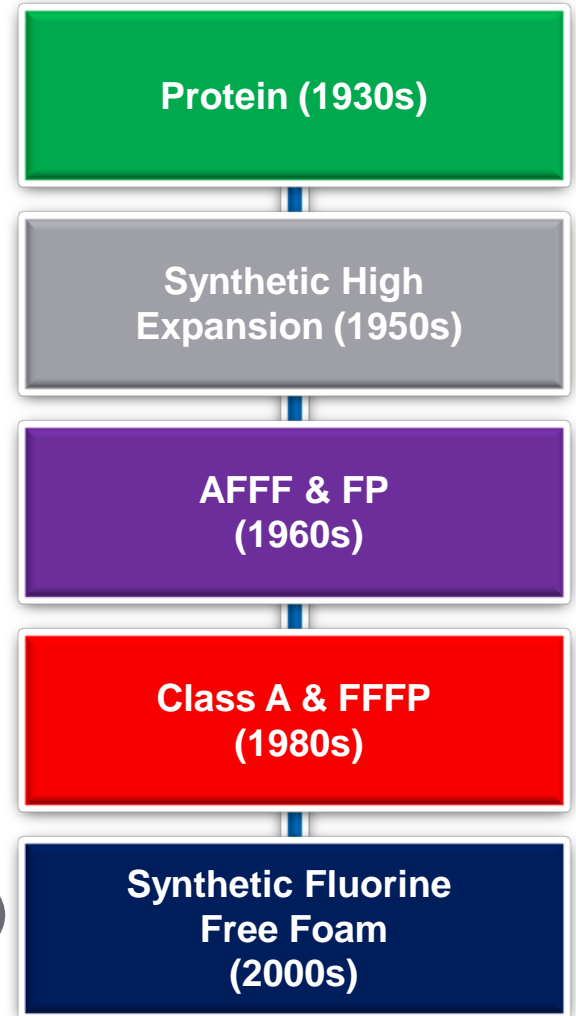 Protein (1930s)
Synthetic High
Expansion (1950s)
AFFF & FP
(1960s)
Class A & FFFP
(1980s)
Synthetic Fluorine
Free Foam
(2000s)